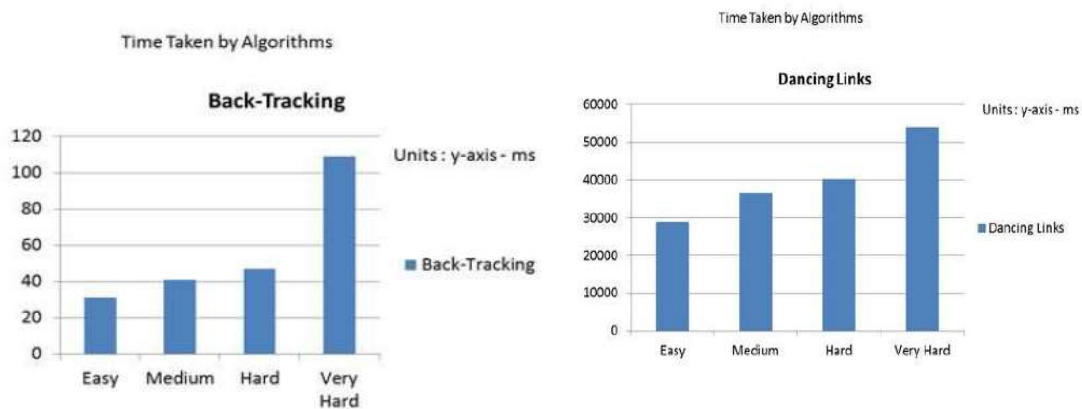 Time Taken by Algorithms
Back-Tracking
120
100
80
60
40
20
0
Easy Medium Hard Very
Hard
Units : y-axis - ms
Back-Tracking
Time Taken by Algorithms
Dancing Links
60000
50000
40000
30000
20000
10000
0
Easy Medium Hard Very Hard
Units : y-axis - ms
Dancing Links